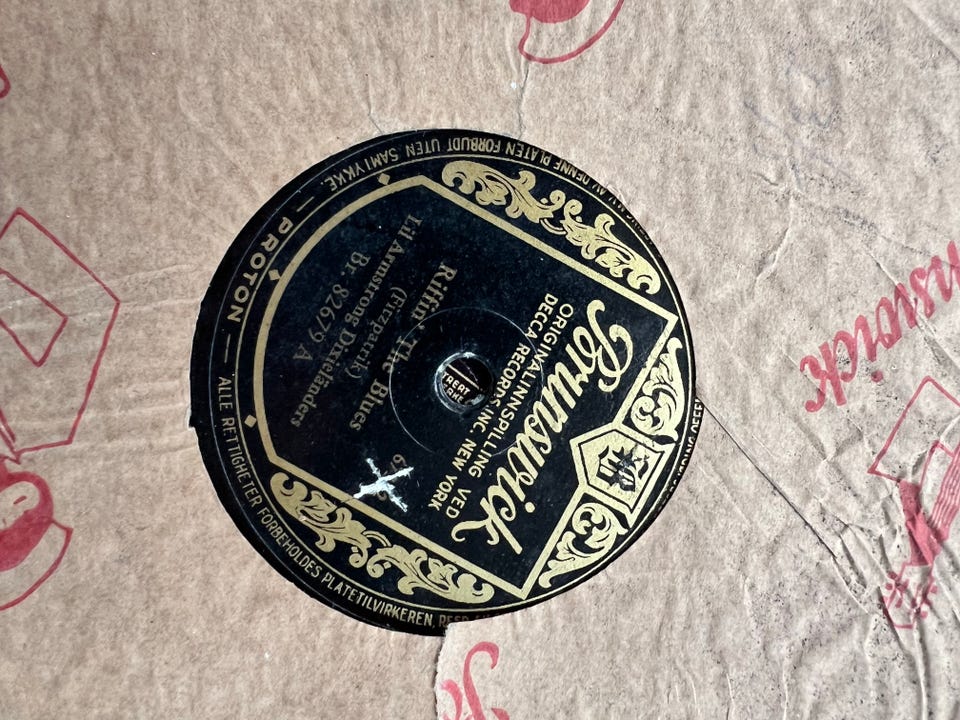 Brunswick
ORIGINALINNSPILLING VED
DECCA RECORDS INC. NEW YORK
Riffin' The Blues
(Fitzpatrick)
Lil Armstrong Dixielanders
Br. 82679 A
— PROTON —
ALLE RETTIGHETER FORBEHOLDES PLATETILVIRKEREN,
AV DENNE PLATEN FORBUDT UTEN SAMTYKKE.